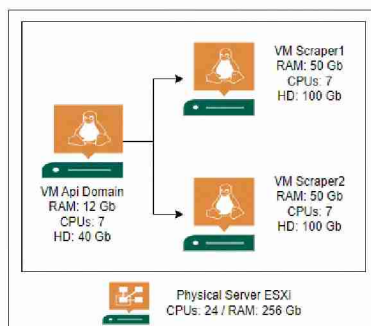 VM Scraper1
RAM: 50 Gb
CPUs: 7
HD: 100 Gb
VM Api Domain
RAM: 12 Gb
CPUs: 7
HD: 40 Gb
VM Scraper2
RAM: 50 Gb
CPUs: 7
HD: 100 Gb
Physical Server ESXi
CPUs: 24 / RAM: 256 Gb